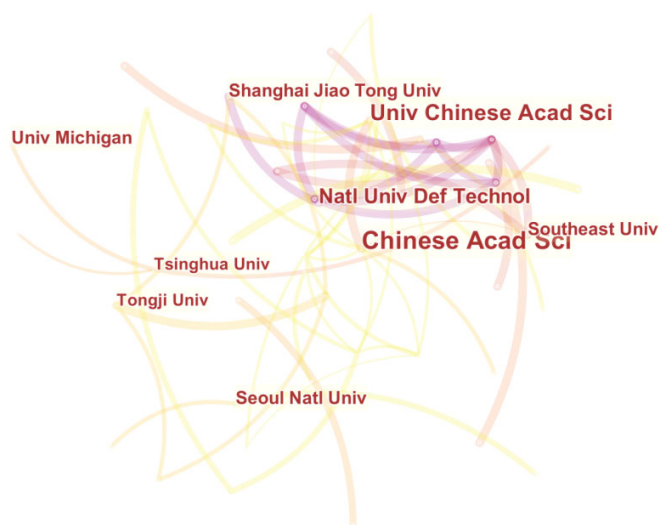 Shanghai Jiao Tong Univ
Univ Chinese Acad Sci
Univ Michigan
Natl Univ Def Technol
Southeast Univ
Chinese Acad Sci
Tsinghua Univ
Tongji Univ
Seoul Natl Univ